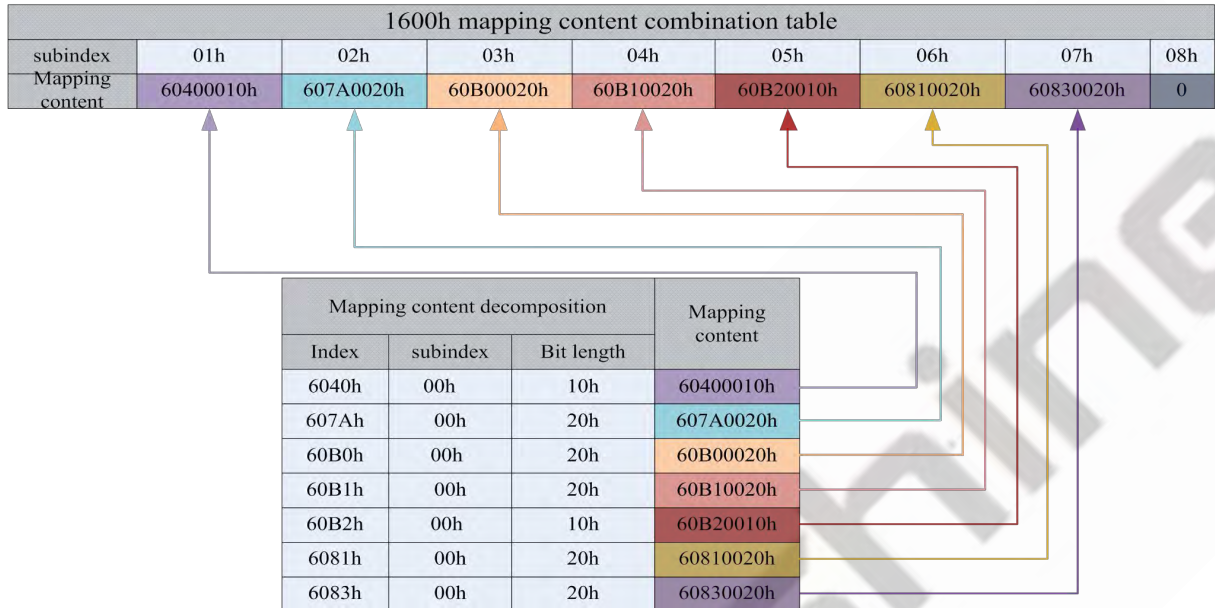 1600h mapping content combination table
subindex 01h 02h 03h 04h 05h 06h 07h 08h
Mapping content 60400010h 607A0020h 60B00020h 60B10020h 60B20010h 60810020h 60830020h 0
Mapping content decomposition Mapping content
Index subindex Bit length
6040h 00h 10h 60400010h
607Ah 00h 20h 607A0020h
60B0h 00h 20h 60B00020h
60B1h 00h 20h 60B10020h
60B2h 00h 10h 60B20010h
6081h 00h 20h 60810020h
6083h 00h 20h 60830020h